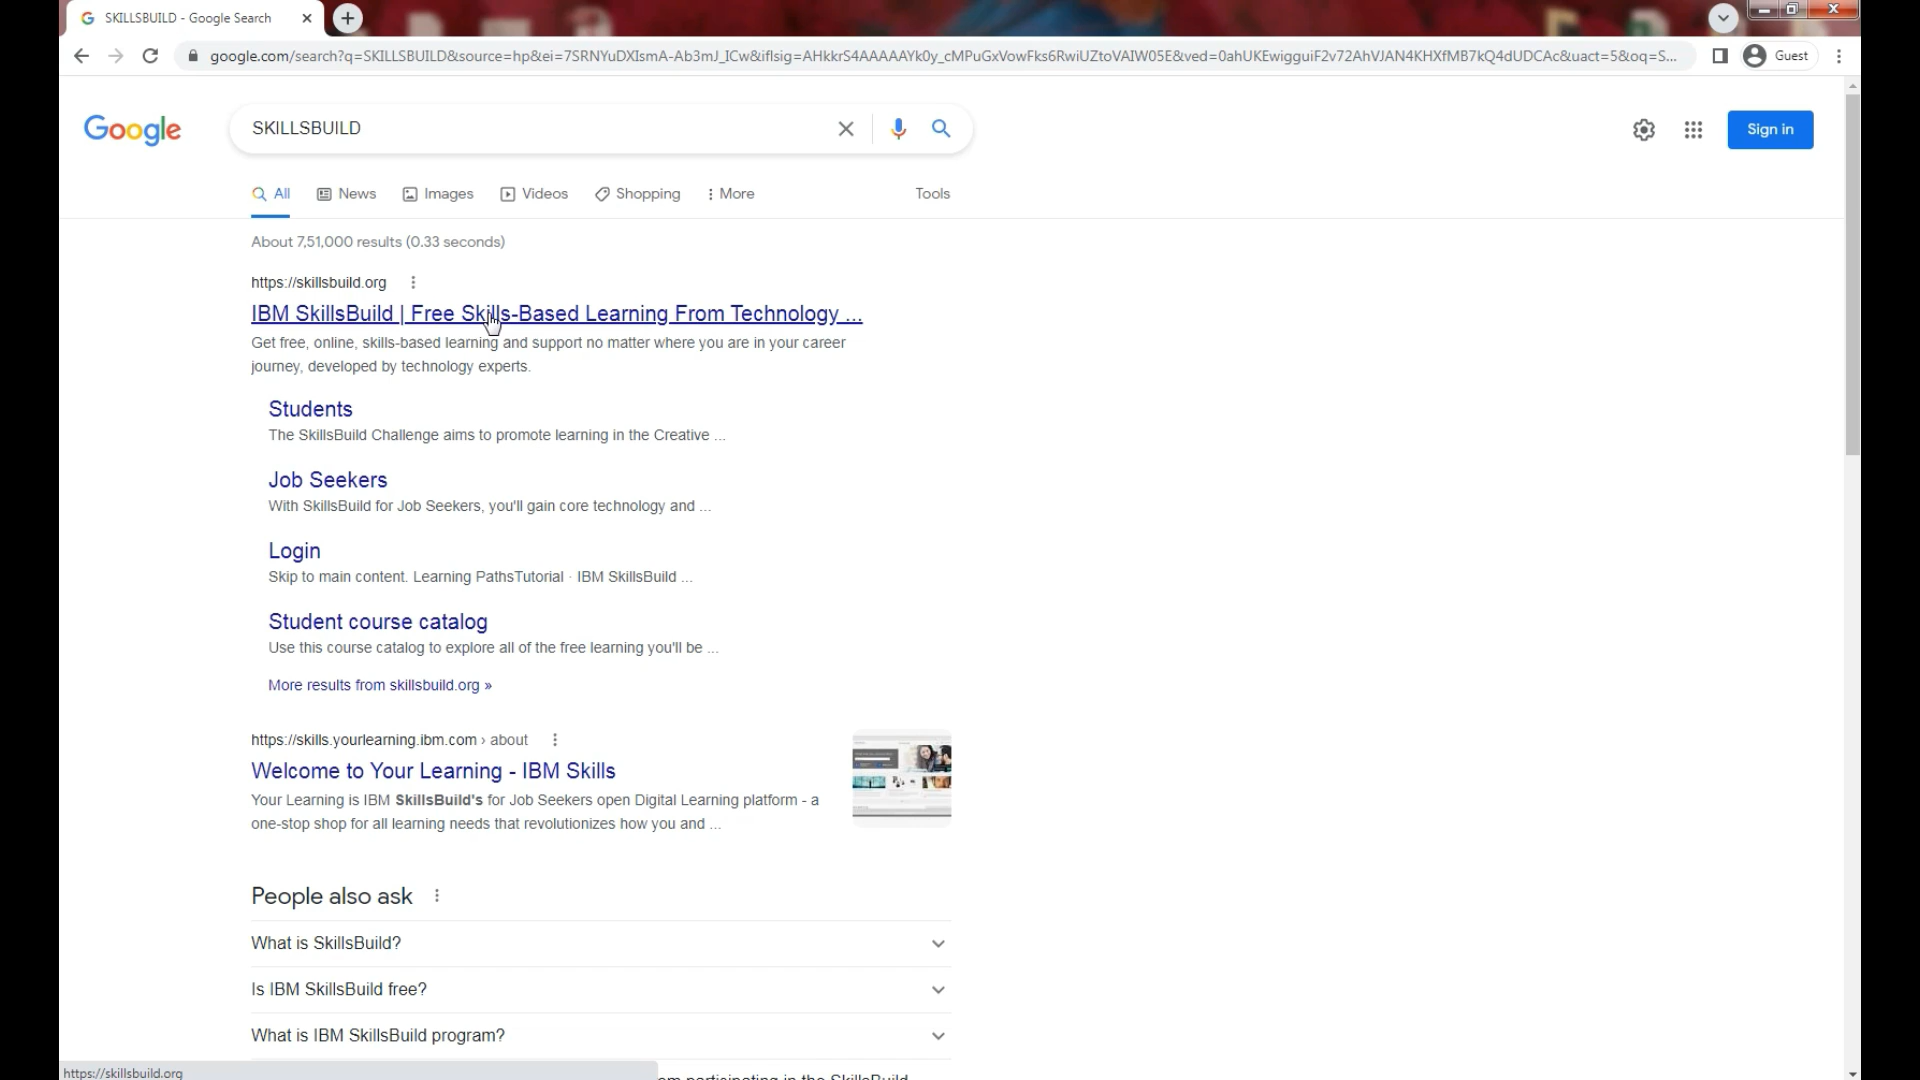 SKILLSBUILD - Google Search
google.com/search?q=SKILLSBUILD&source=hp&ei=7SRNYuDXIsmA-Ab3mJ_ICw&iflsig=AHkkrS4AAAAAYk0y_cMPuGxVowFks6RwiUZtoVAIW05E&ved=0ahUKEwigguiF2v72AhVJAN4KHXfMB7kQ4dUDCAc&uact=5&oq=S...
Guest
Google
SKILLSBUILD
Sign in
All
News
Images
Videos
Shopping
More
Tools
About 7,51,000 results (0.33 seconds)
https://skillsbuild.org
IBM SkillsBuild | Free Skills-Based Learning From Technology ...
Get free, online, skills-based learning and support no matter where you are in your career
journey, developed by technology experts.
Students
The SkillsBuild Challenge aims to promote learning in the Creative ...
Job Seekers
With SkillsBuild for Job Seekers, you'll gain core technology and ...
Login
Skip to main content. Learning PathsTutorial · IBM SkillsBuild ...
Student course catalog
Use this course catalog to explore all of the free learning you'll be ...
More results from skillsbuild.org »
https://skills.yourlearning.ibm.com › about
Welcome to Your Learning - IBM Skills
Your Learning is IBM SkillsBuild's for Job Seekers open Digital Learning platform - a
one-stop shop for all learning needs that revolutionizes how you and ...
People also ask
What is SkillsBuild?
Is IBM SkillsBuild free?
What is IBM SkillsBuild program?
participating in the SkillsBuild
https://skillsbuild.org